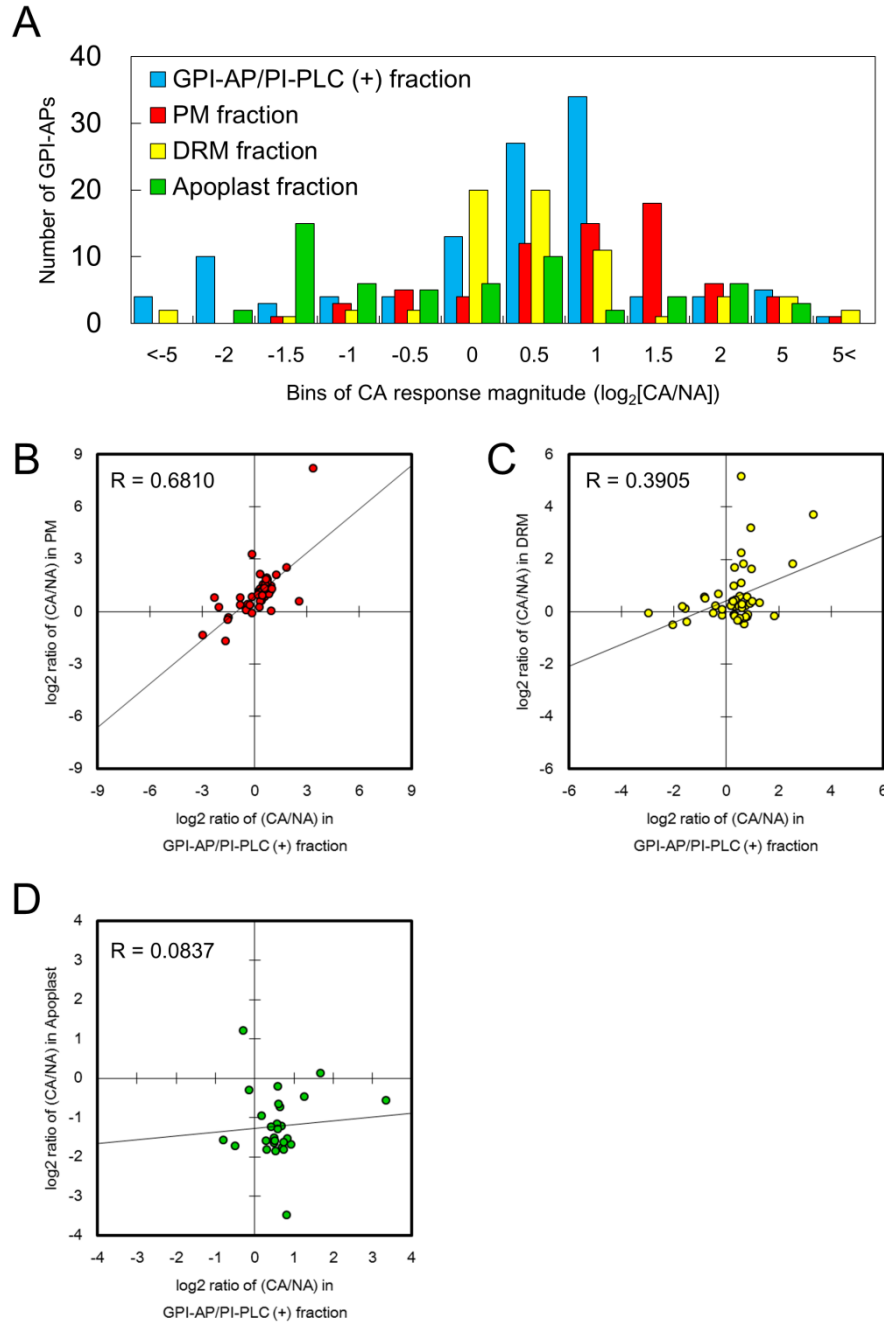 A
40
30
20
10
0
Number of GPI-APs
GPI-AP/PI-PLC (+) fraction
PM fraction
DRM fraction
Apoplast fraction
<-5 -2 -1.5 -1 -0.5 0 0.5 1 1.5 2 5 5<
Bins of CA response magnitude (log₂[CA/NA])
B
R = 0.6810
9
6
3
0
-3
-6
-9
log2 ratio of (CA/NA) in PM
-9 -6 -3 0 3 6 9
log2 ratio of (CA/NA) in
GPI-AP/PI-PLC (+) fraction
C
R = 0.3905
6
4
2
0
-2
-4
-6
log2 ratio of (CA/NA) in DRM
-6 -4 -2 0 2 4 6
log2 ratio of (CA/NA) in
GPI-AP/PI-PLC (+) fraction
D
R = 0.0837
4
3
2
1
0
-1
-2
-3
-4
log2 ratio of (CA/NA) in Apoplast
-4 -3 -2 -1 0 1 2 3 4
log2 ratio of (CA/NA) in
GPI-AP/PI-PLC (+) fraction